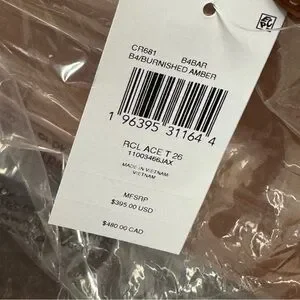 CR681 B4BAR
B4/BURNISHED AMBER
1 96395 31164 4
RCL ACE T 26
11003466JAX
MADE IN VIETNAM
VIETNAM
MFSRP
$395.00 USD
$480.00 CAD